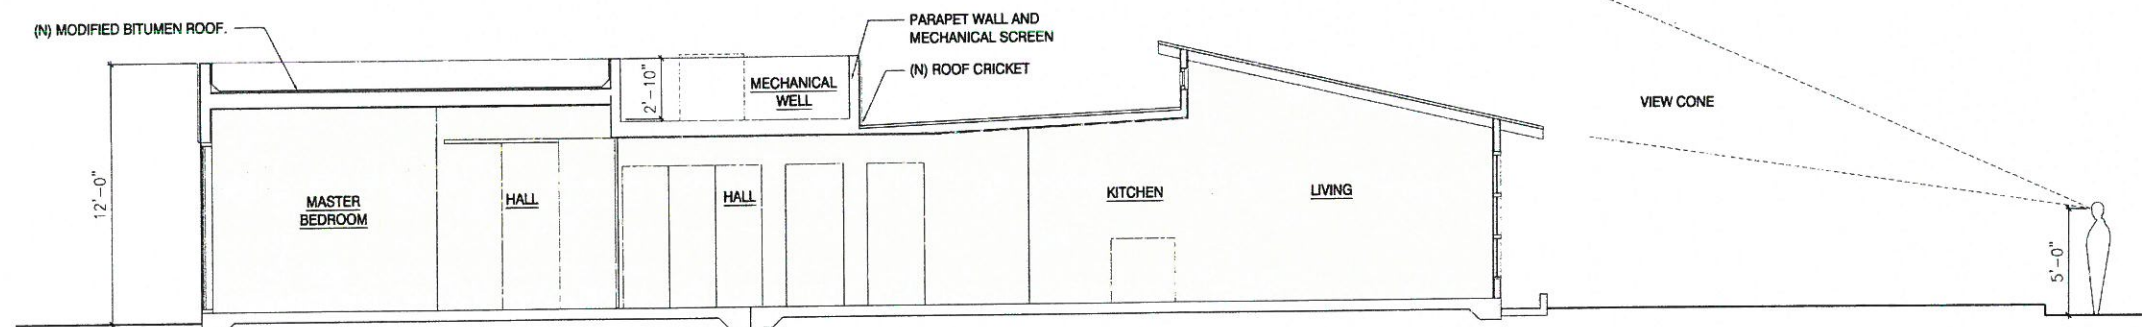 (N) MODIFIED BITUMEN ROOF.
PARAPET WALL AND
MECHANICAL SCREEN
(N) ROOF CRICKET
2'-10"
MECHANICAL
WELL
VIEW CONE
12'-0"
MASTER
BEDROOM
HALL
HALL
KITCHEN
LIVING
5'-0"